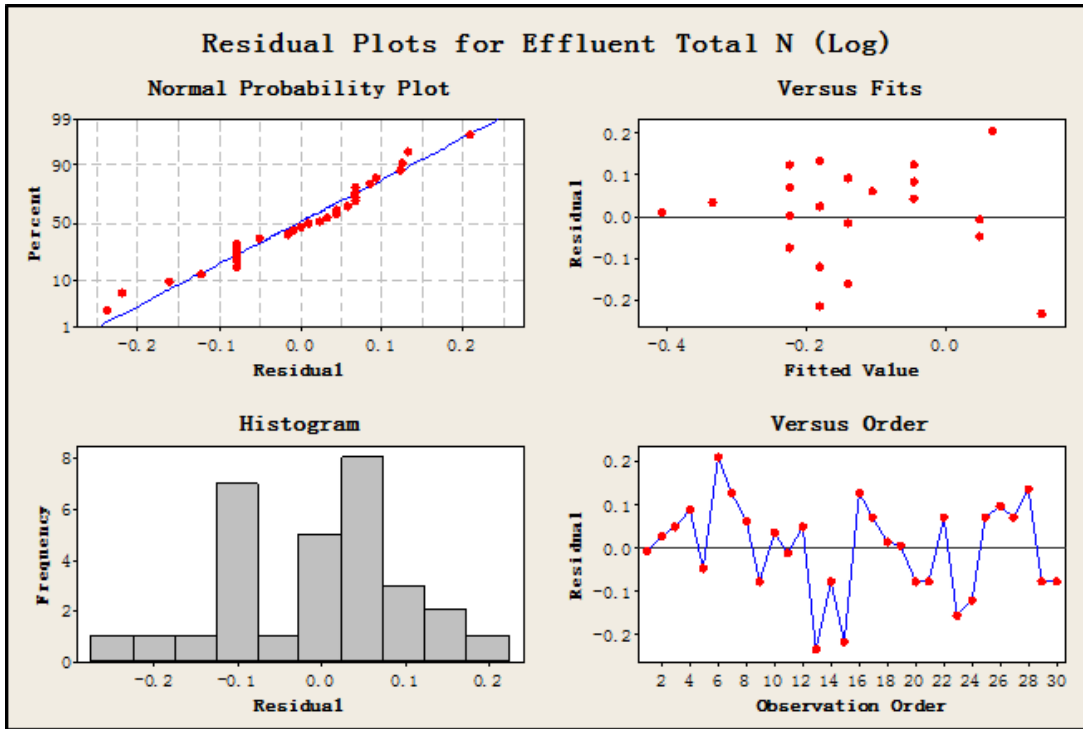 Residual Plots for Effluent Total N (Log)
Normal Probability Plot
99
90
50
10
1
Percent
-0.2 -0.1 0.0 0.1 0.2
Residual
Versus Fits
0.2
0.1
0.0
-0.1
-0.2
Residual
-0.4 -0.2 0.0
Fitted Value
Histogram
8
6
4
2
0
Frequency
-0.2 -0.1 0.0 0.1 0.2
Residual
Versus Order
0.2
0.1
0.0
-0.1
-0.2
Residual
2 4 6 8 10 12 14 16 18 20 22 24 26 28 30
Observation Order